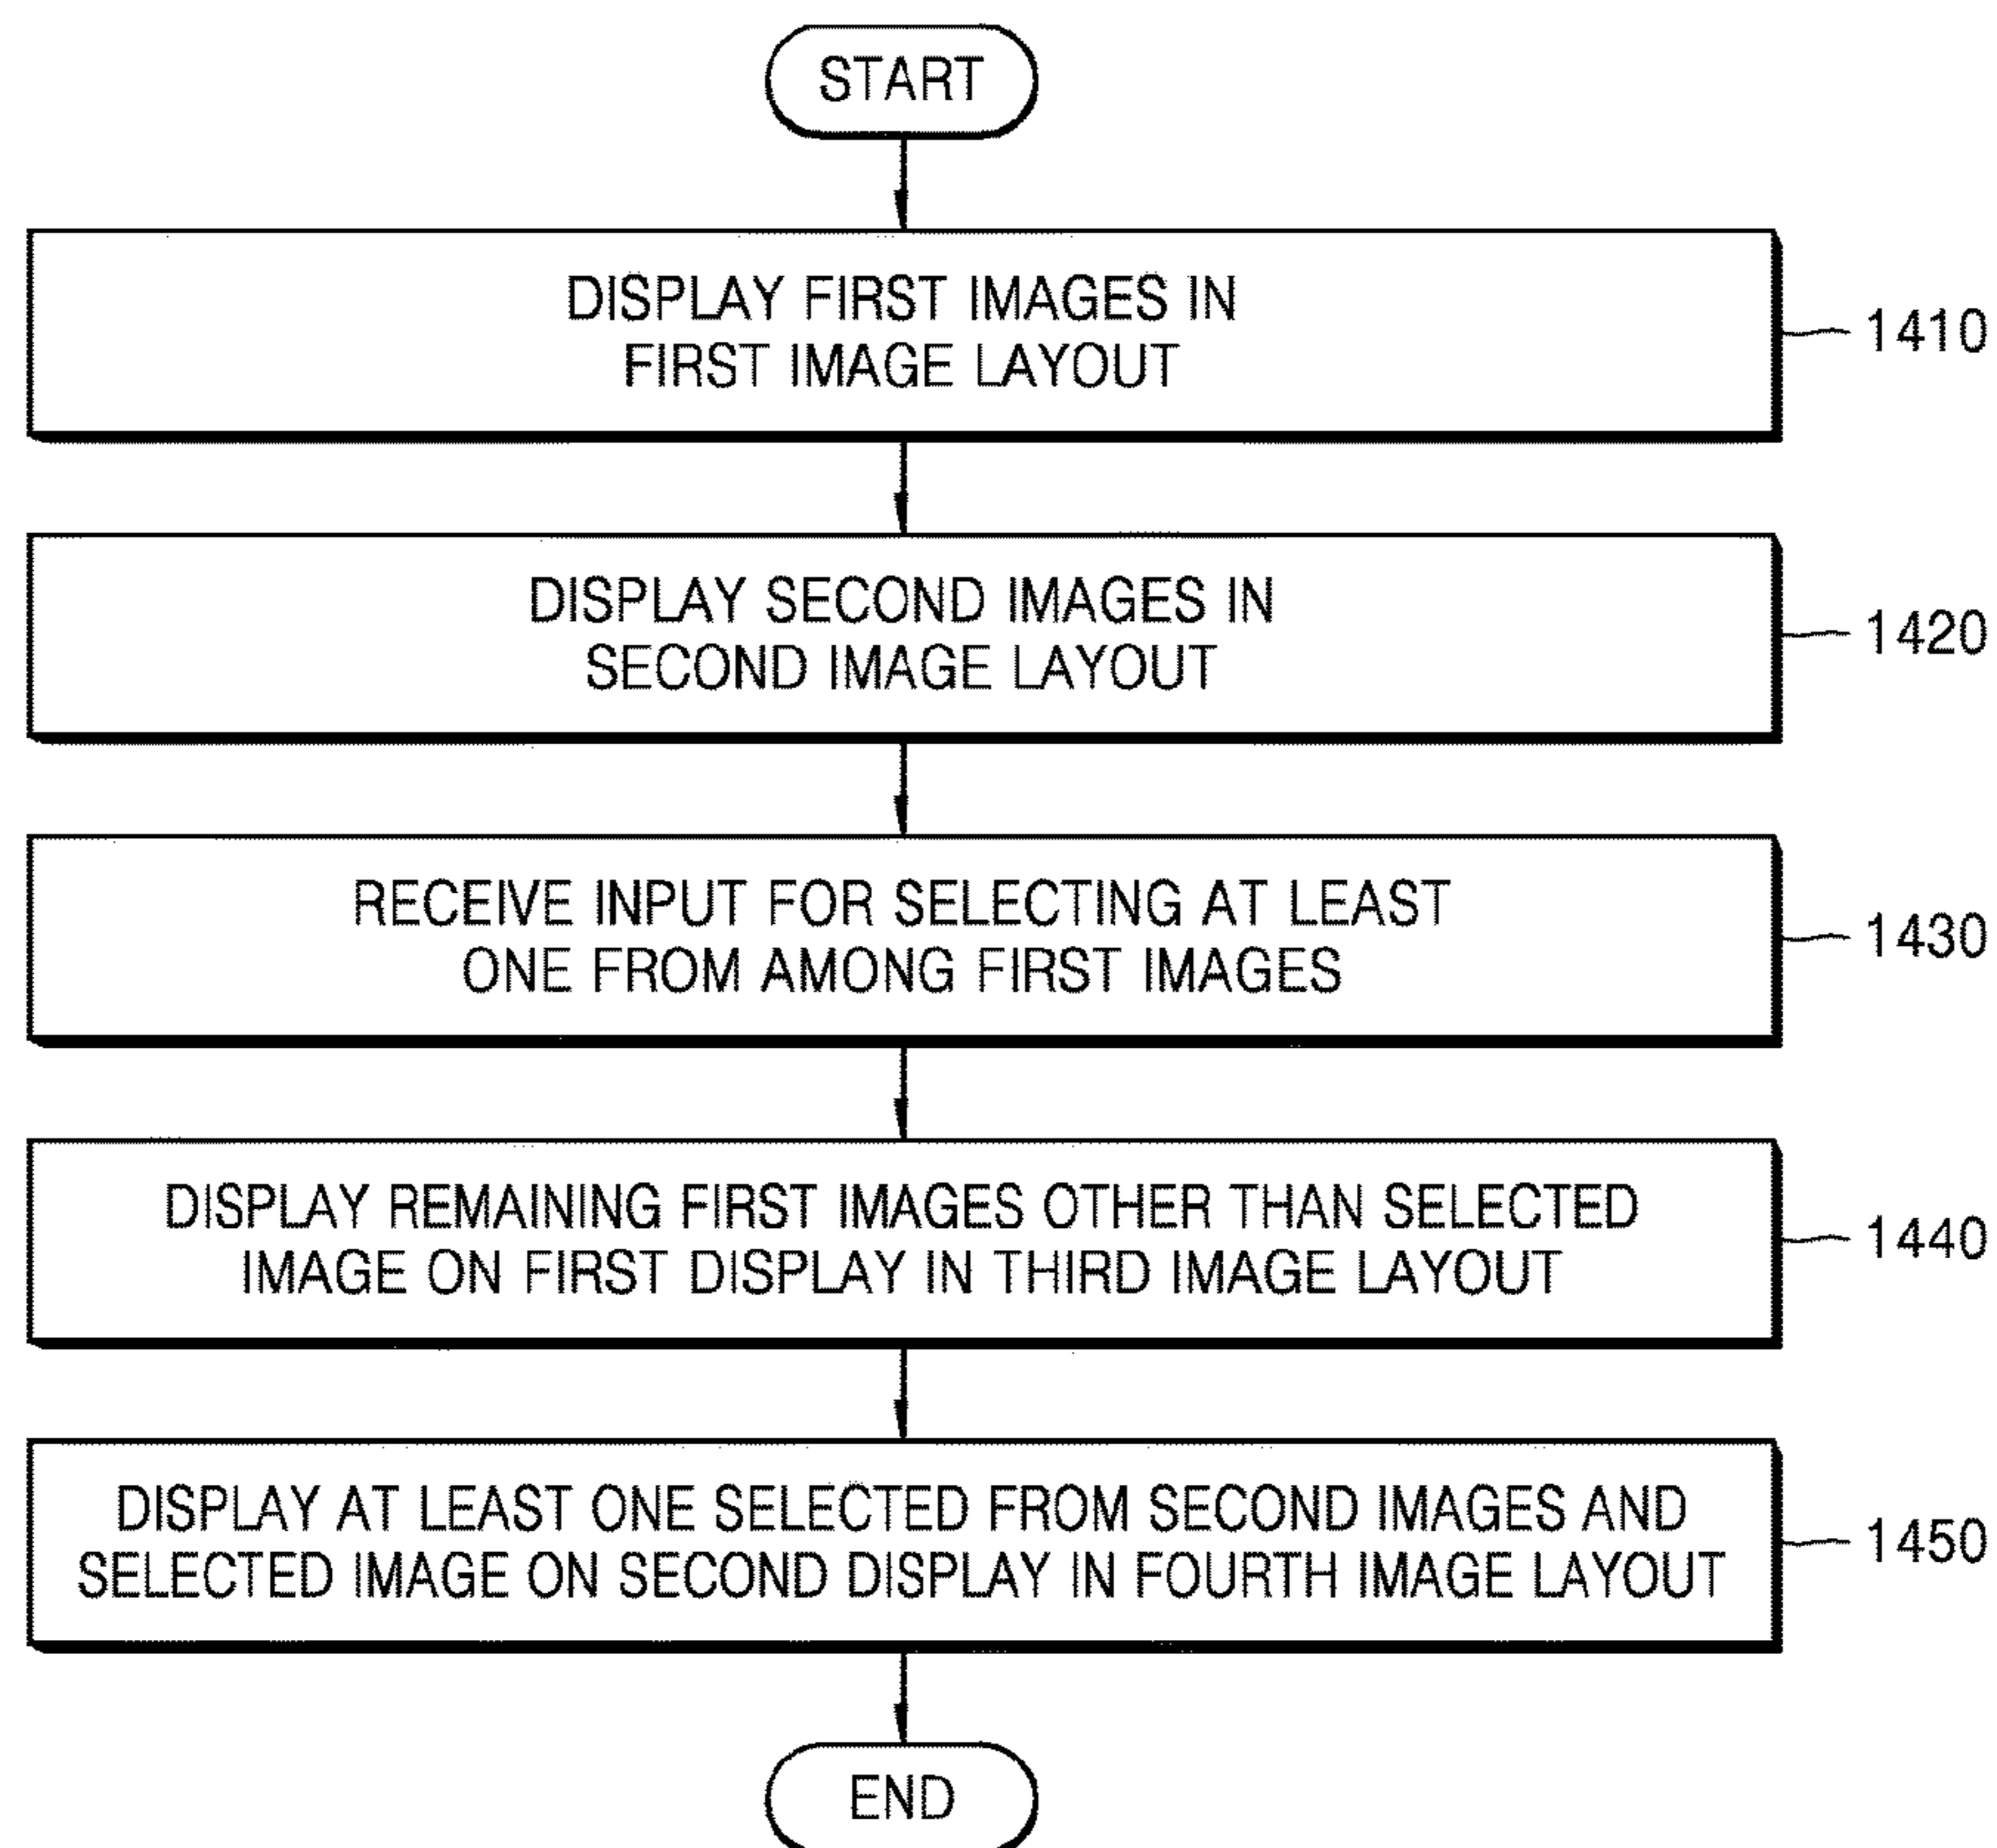 START
DISPLAY FIRST IMAGES IN
FIRST IMAGE LAYOUT
1410
DISPLAY SECOND IMAGES IN
SECOND IMAGE LAYOUT
1420
RECEIVE INPUT FOR SELECTING AT LEAST
ONE FROM AMONG FIRST IMAGES
1430
DISPLAY REMAINING FIRST IMAGES OTHER THAN SELECTED
IMAGE ON FIRST DISPLAY IN THIRD IMAGE LAYOUT
1440
DISPLAY AT LEAST ONE SELECTED FROM SECOND IMAGES AND
SELECTED IMAGE ON SECOND DISPLAY IN FOURTH IMAGE LAYOUT
1450
END